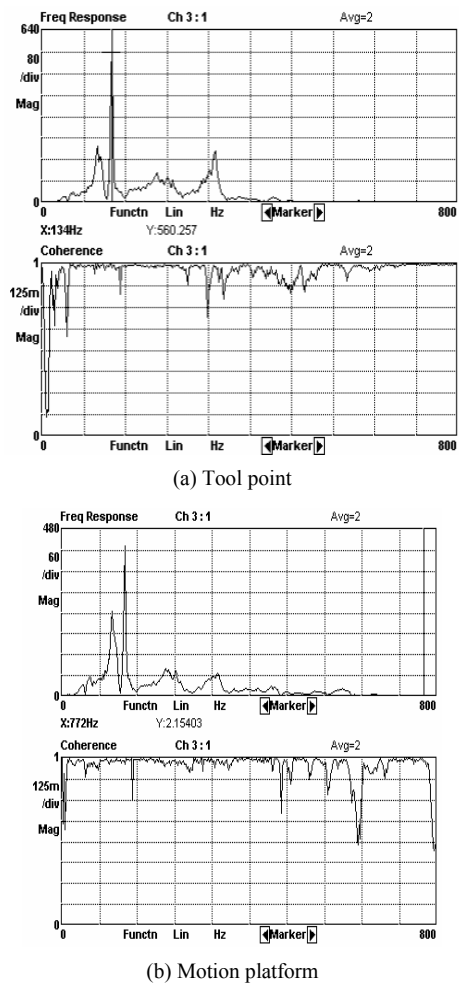 Freq Response Ch 3 : 1 Avg=2
640
80
/div
Mag
0
0 Functn Lin Hz Marker 800
X:134Hz Y:560.257
Coherence Ch 3 : 1 Avg=2
1
125m
/div
Mag
0
0 Functn Lin Hz Marker 800
(a) Tool point
Freq Response Ch 3 : 1 Avg=2
480
60
/div
Mag
0
0 Functn Lin Hz Marker 800
X:772Hz Y:2.15403
Coherence Ch 3 : 1 Avg=2
1
125m
/div
Mag
0
0 Functn Lin Hz Marker 800
(b) Motion platform